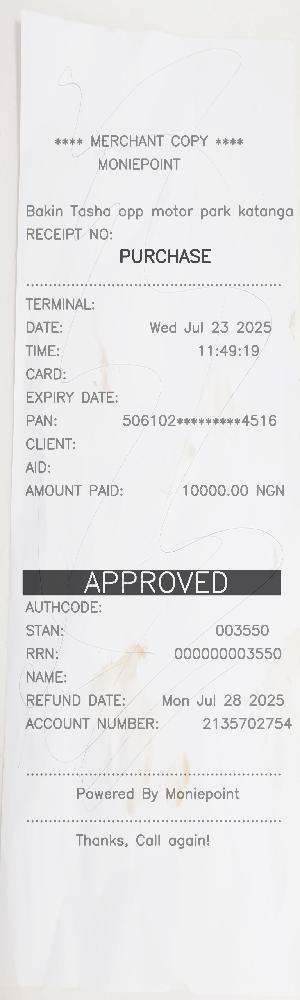 **** MERCHANT COPY ****
MONIEPOINT
Bakin Tasha opp motor park katanga
RECEIPT NO:
PURCHASE
TERMINAL:
DATE: Wed Jul 23 2025
TIME: 11:49:19
CARD:
EXPIRY DATE:
PAN: 506102*********4516
CLIENT:
AID:
AMOUNT PAID: 10000.00 NGN
APPROVED
AUTHCODE:
STAN: 003550
RRN: 000000003550
NAME:
REFUND DATE: Mon Jul 28 2025
ACCOUNT NUMBER: 2135702754
Powered By Moniepoint
Thanks, Call again!